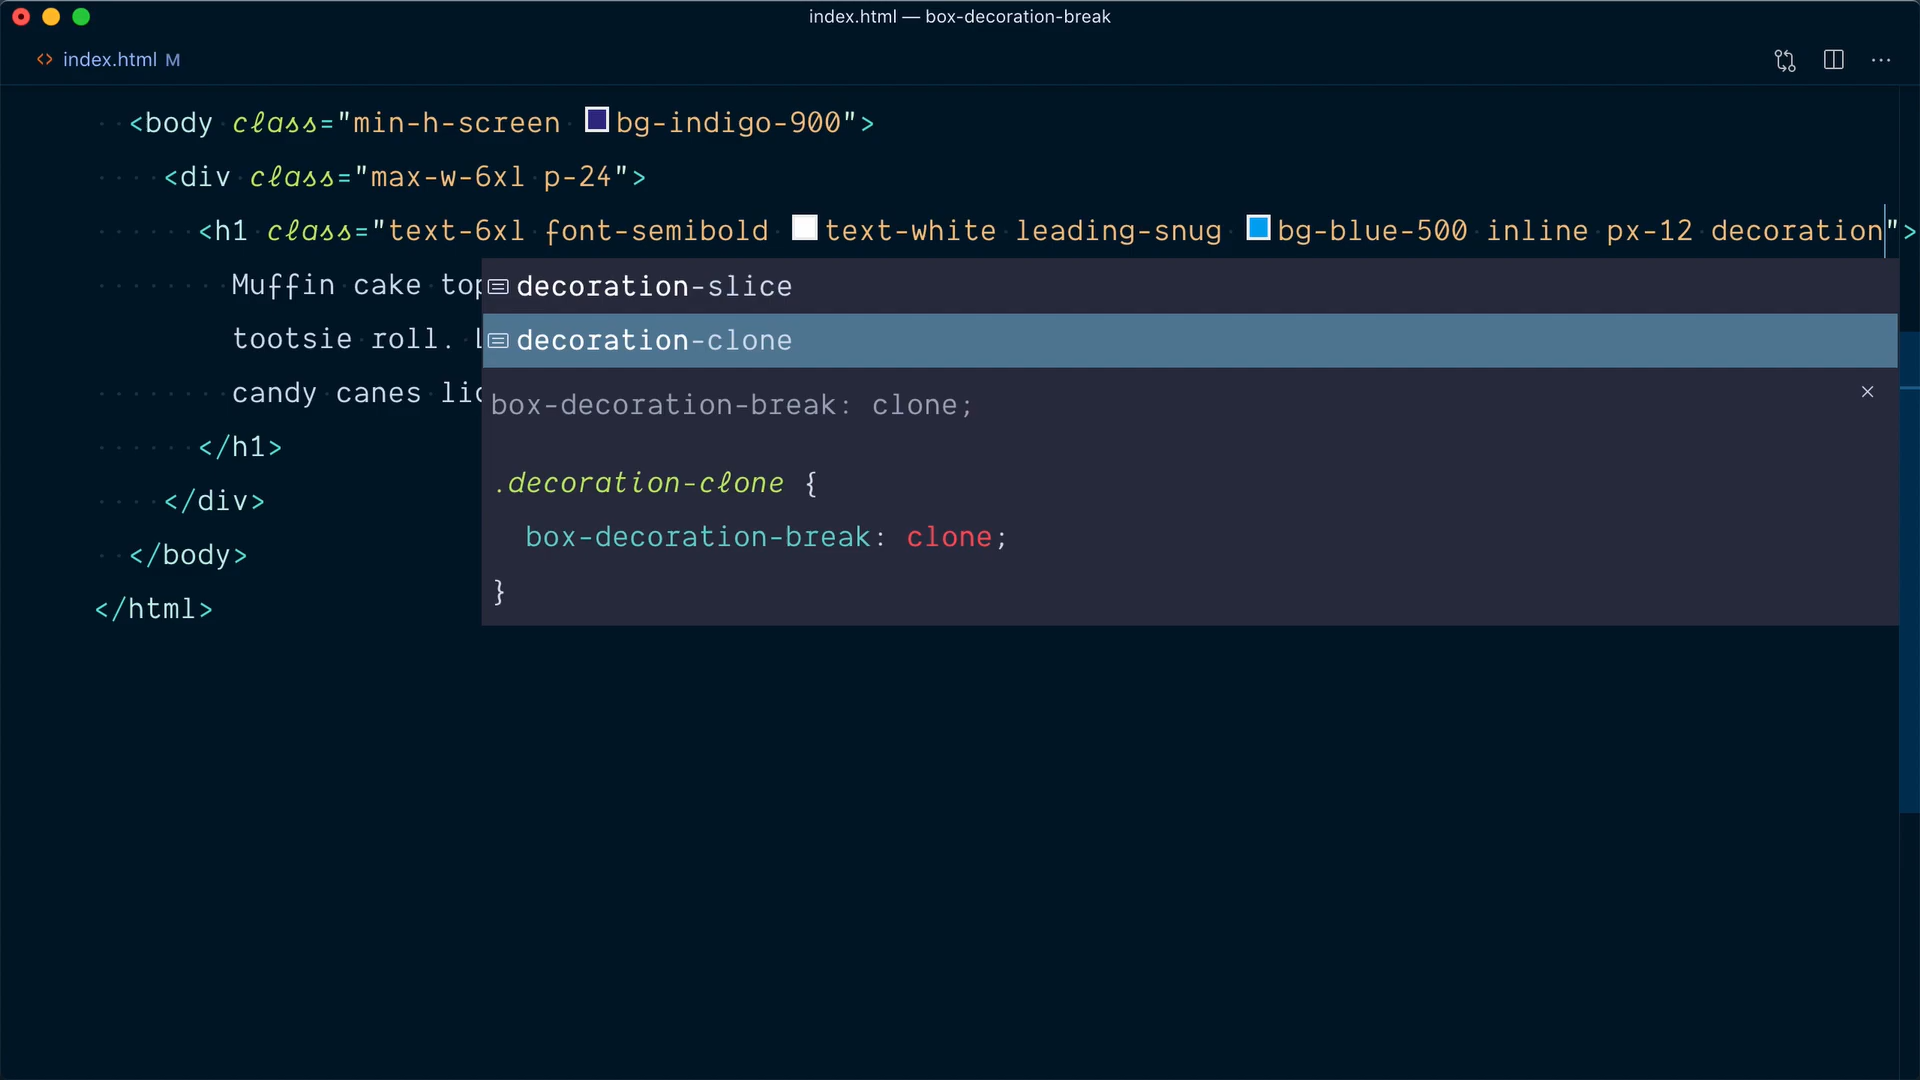 index.html — box-decoration-break
index.html M
<body class="min-h-screen bg-indigo-900">
<div class="max-w-6xl p-24">
<h1 class="text-6xl font-semibold text-white leading-snug bg-blue-500 inline px-12 decoration">
Muffin cake
decoration-slice
tootsie roll.
decoration-clone
candy canes
box-decoration-break: clone;
</h1>
.decoration-clone {
</div>
box-decoration-break: clone;
</body>
}
</html>